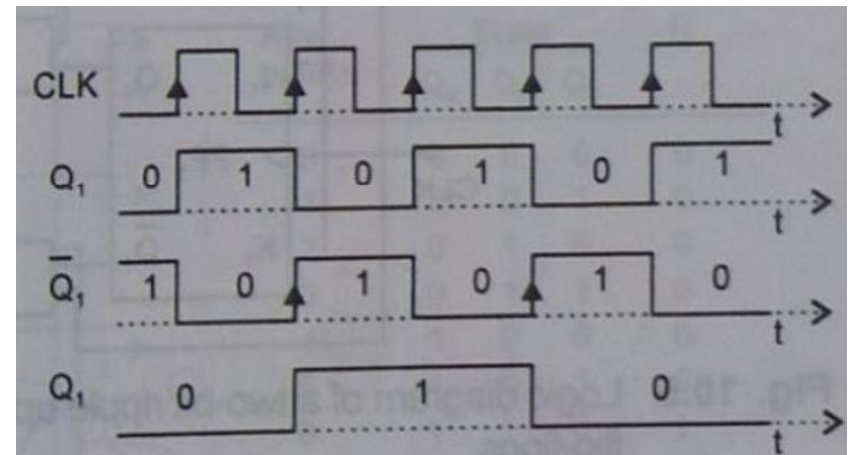 CLK
t
Q₁ 0 1 0 1 0 1
t
Q̅₁ 1 0 1 0 1 0
t
Q₁ 0 1 0
t
Fig. 10. Logic diagram of a two-bit ripple up